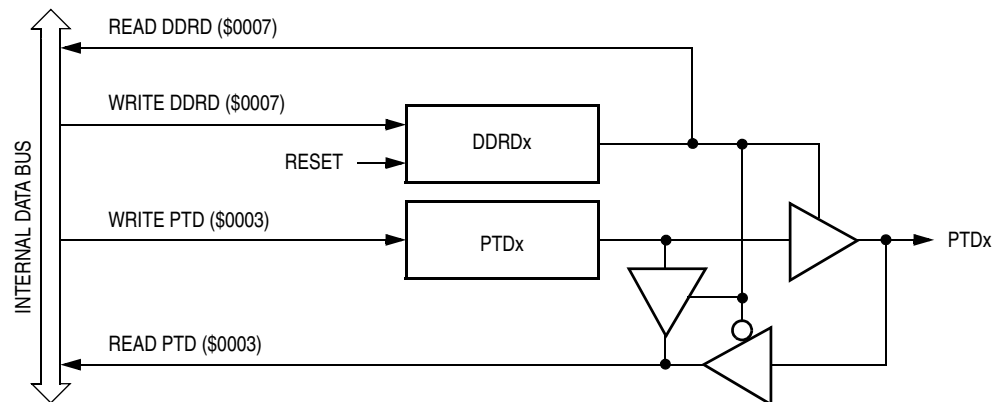 READ DDRD ($0007)
WRITE DDRD ($0007)
DDRDx
RESET
INTERNAL DATA BUS
WRITE PTD ($0003)
PTDx
PTDx
READ PTD ($0003)